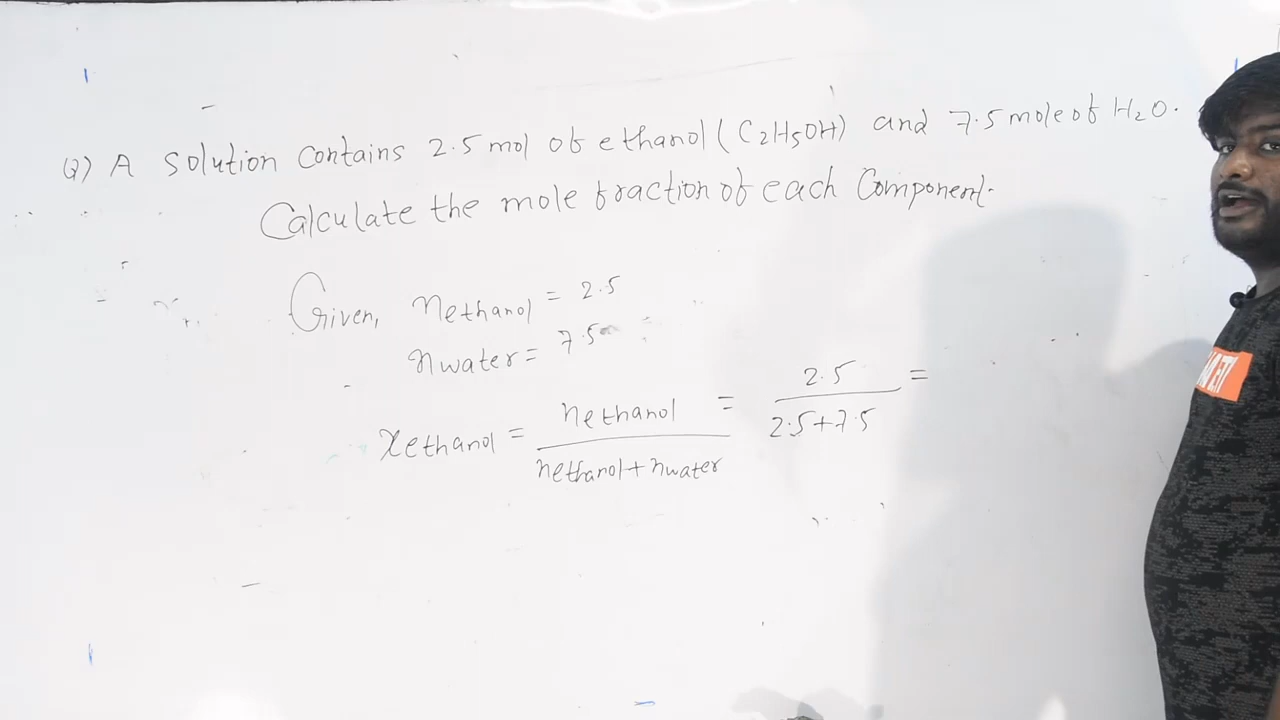 Q) A solution contains 2.5 mol of ethanol (C2H5OH) and 7.5 mole of H2O.
Calculate the mole fraction of each Component.
Given, nethanol = 2.5
nwater = 7.5
xethanol = nethanol / nethanol + nwater = 2.5 / 2.5 + 7.5 =